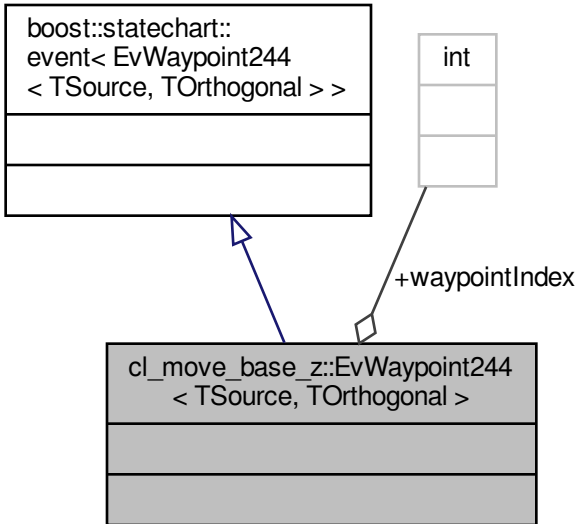 boost::statechart::
event< EvWaypoint244
< TSource, TOrthogonal > >
int
+waypointIndex
cl_move_base_z::EvWaypoint244
< TSource, TOrthogonal >